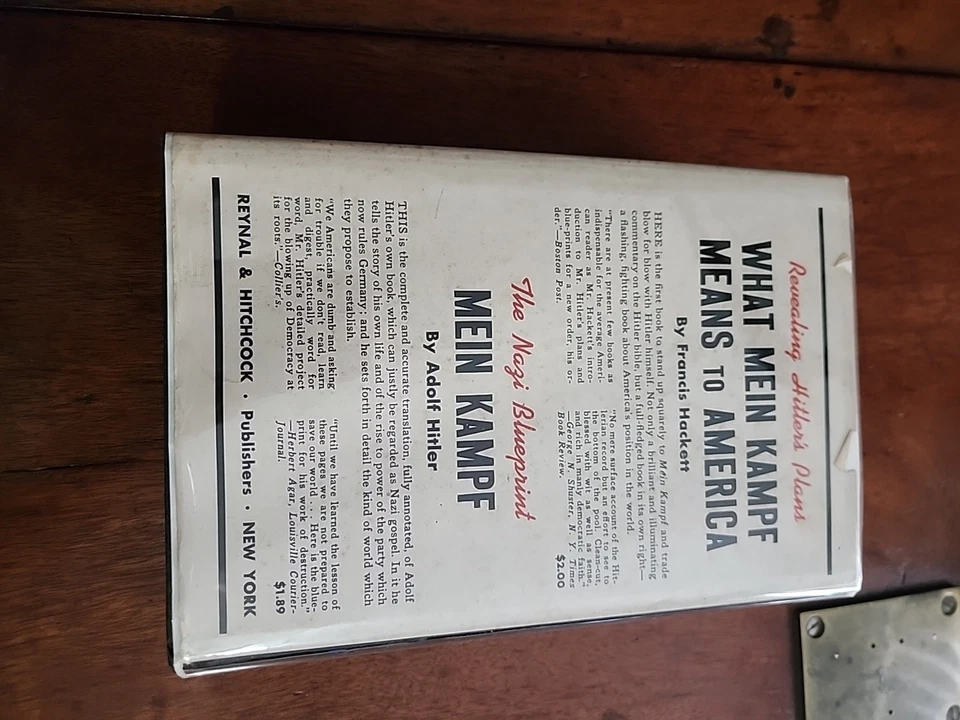 Revealing Hitler's Plans
WHAT MEIN KAMPF
MEANS TO AMERICA
By Francis Hackett
HERE is the first book to stand up squarely to Mein Kampf and trade
blow for blow with Hitler himself. Not only a brilliant and illuminating
commentary on the Hitler bible, but a full-fledged book in its own right—
a flashing, fighting book about America's position in the world.
"There are at present few books as
indispensable for the average Ameri-
can reader as Mr. Hackett's intro-
duction to Mr. Hitler's plans and
blue-prints for a new order, his or-
der."—Boston Post.
"No mere surface account of the Hit-
lerian record but an effort to see to
the bottom of the pool. Clean-cut,
blessed with wit as well as sense,
and rich in manly democratic faith."
—George N. Shuster, N. Y. Times
Book Review.
$2.00
The Nazi Blueprint
MEIN KAMPF
By Adolf Hitler
THIS is the complete and accurate translation, fully annotated, of Adolf
Hitler's own book, which can justly be regarded as Nazi gospel. In it he
tells the story of his own life and of the rise to power of the party which
now rules Germany; and he sets forth in detail the kind of world which
they propose to establish.
"We Americans are dumb and asking
for trouble if we don't read, learn
and digest practically word for
word, Mr. Hitler's detailed project
for the blowing up of Democracy at
its roots."—Collier's.
"Until we have learned the lesson of
these pages we are not prepared to
save our world . . . Here is the blue-
print for his work of destruction."
—Herbert Agar, Louisville Courier-
Journal.
$1.89
REYNAL & HITCHCOCK · Publishers · NEW YORK